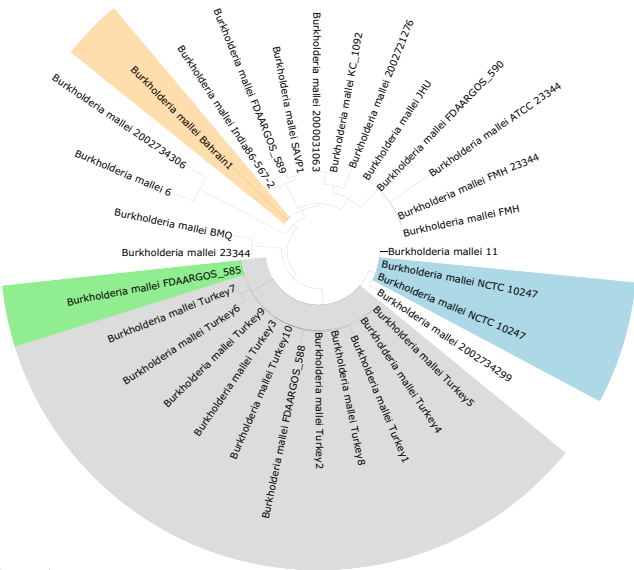 Burkholderia mallei 11
Burkholderia mallei FMH
Burkholderia mallei FMH 23344
Burkholderia mallei ATCC 23344
Burkholderia mallei FDAARGOS_590
Burkholderia mallei JHU
Burkholderia mallei 2002721276
Burkholderia mallei KC_1092
Burkholderia mallei 2000031063
Burkholderia mallei SAVP1
Burkholderia mallei FDAARGOS_589
Burkholderia mallei India86-567-2
Burkholderia mallei Bahrain1
Burkholderia mallei 2002734306
Burkholderia mallei 6
Burkholderia mallei BMQ
Burkholderia mallei 23344
Burkholderia mallei FDAARGOS_585
Burkholderia mallei Turkey7
Burkholderia mallei Turkey6
Burkholderia mallei Turkey9
Burkholderia mallei Turkey3
Burkholderia mallei Turkey10
Burkholderia mallei FDAARGOS_588
Burkholderia mallei Turkey2
Burkholderia mallei Turkey8
Burkholderia mallei Turkey1
Burkholderia mallei Turkey4
Burkholderia mallei Turkey5
Burkholderia mallei 2002734299
Burkholderia mallei NCTC 10247
Burkholderia mallei NCTC 10247